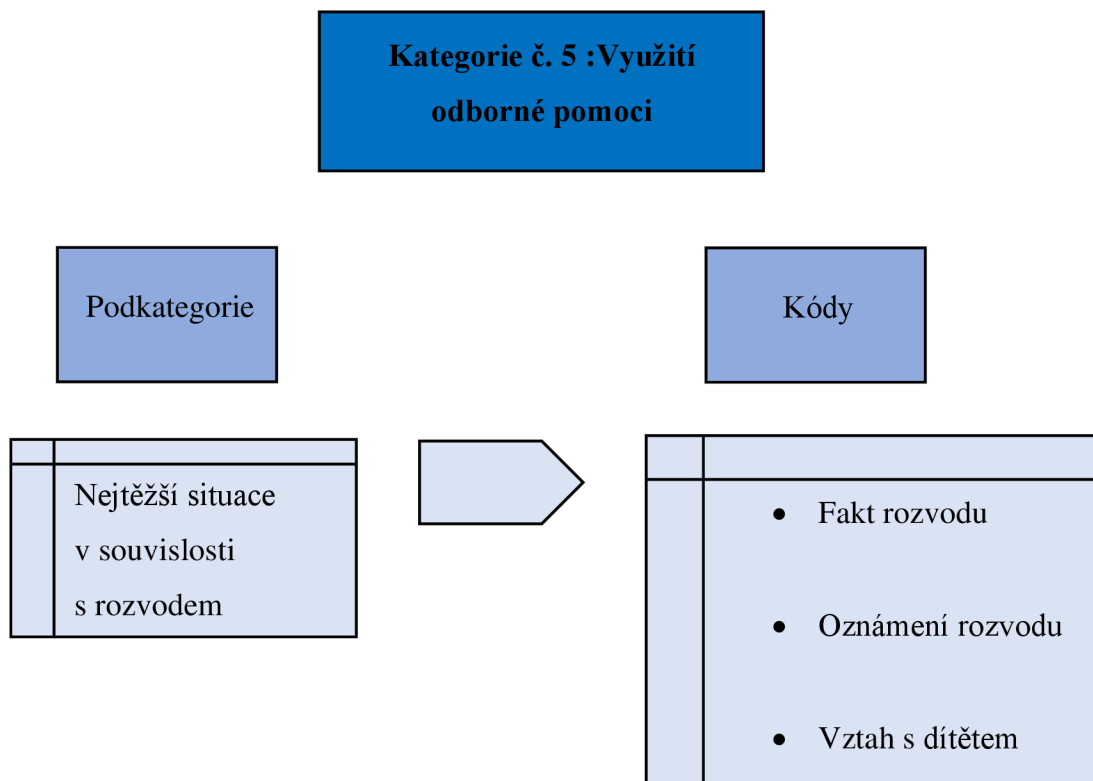 Kategorie č. 5 :Využití
odborné pomoci
Podkategorie
Kódy
Nejtěžší situace
v souvislosti
s rozvodem
• Fakt rozvodu
• Oznámení rozvodu
• Vztah s dítětem